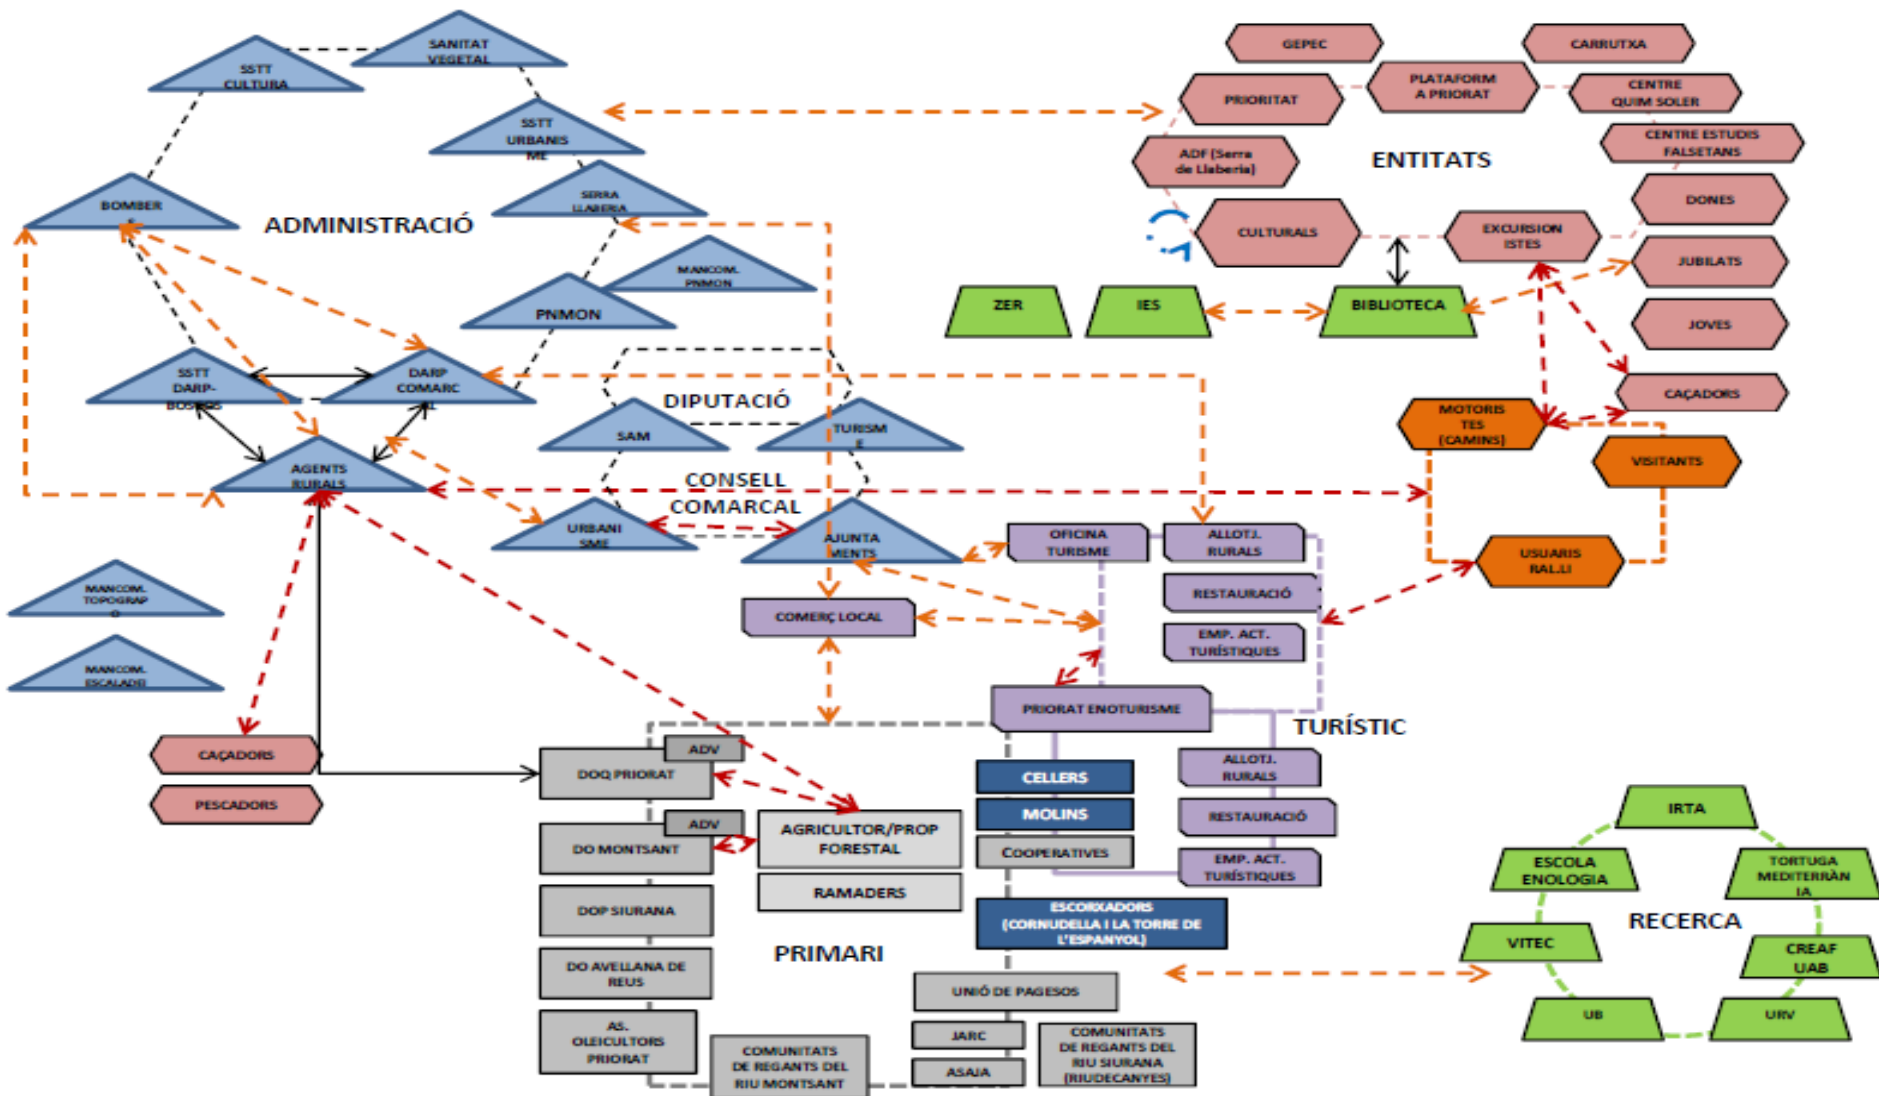 SANITAT
VEGETAL
SSTT
CULTURA
SSTT
URBANIS
ME
SERRA
LLABERIA
BOMBER
S
ADMINISTRACIÓ
MANCOM.
PNMON
PNMON
SSTT
DARP-
BOSCOS
DARP
COMARC
AL
AGENTS
RURALS
DIPUTACIÓ
SAM
TURISM
E
CONSELL
COMARCAL
URBANI
SME
AJUNTA
MENTS
MANCOM.
TOPOGRAP
O
MANCOM.
ESCALADEI
CAÇADORS
PESCADORS
GEPEC
CARRUTXA
PRIORITAT
PLATAFORM
A PRIORAT
CENTRE
QUIM SOLER
CENTRE ESTUDIS
FALSETANS
ADF (Serra
de Llaberia)
ENTITATS
DONES
CULTURALS
EXCURSION
ISTES
JUBILATS
JOVES
CAÇADORS
ZER
IES
BIBLIOTECA
MOTORIS
TES
(CAMINS)
VISITANTS
USUARIS
RAL.LI
OFICINA
TURISME
ALLOTJ.
RURALS
RESTAURACIÓ
EMP. ACT.
TURÍSTIQUES
COMERÇ LOCAL
PRIORAT ENOTURISME
TURÍSTIC
ALLOTJ.
RURALS
RESTAURACIÓ
EMP. ACT.
TURÍSTIQUES
CELLERS
MOLINS
COOPERATIVES
ESCORXADORS
(CORNUDELLA I LA TORRE DE
L'ESPANYOL)
ADV
DOQ PRIORAT
ADV
DO MONTSANT
AGRICULTOR/PROP
FORESTAL
RAMADERS
DOP SIURANA
PRIMARI
DO AVELLANA DE
REUS
AS.
OLEICULTORS
PRIORAT
COMUNITATS
DE REGANTS DEL
RIU MONTSANT
UNIÓ DE PAGESOS
JARC
ASAJA
COMUNITATS
DE REGANTS DEL
RIU SIURANA
(RIUDECANYES)
IRTA
ESCOLA
ENOLOGIA
TORTUGA
MEDITERRÀN
IA
RECERCA
VITEC
CREAF
UAB
UB
URV